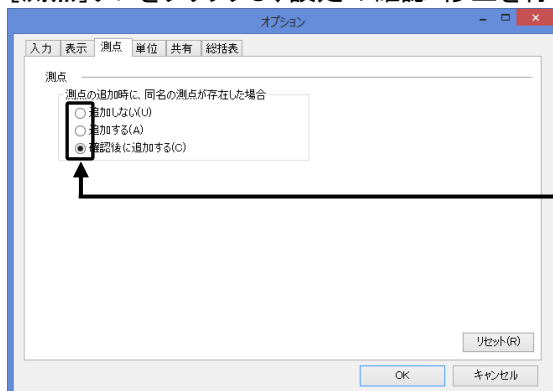 オプション
入力 表示 測点 単位 共有 総括表
測点
測点の追加時に、同名の測点が存在した場合
追加しない(U)
追加する(A)
確認後に追加する(C)
リセット(R)
OK キャンセル